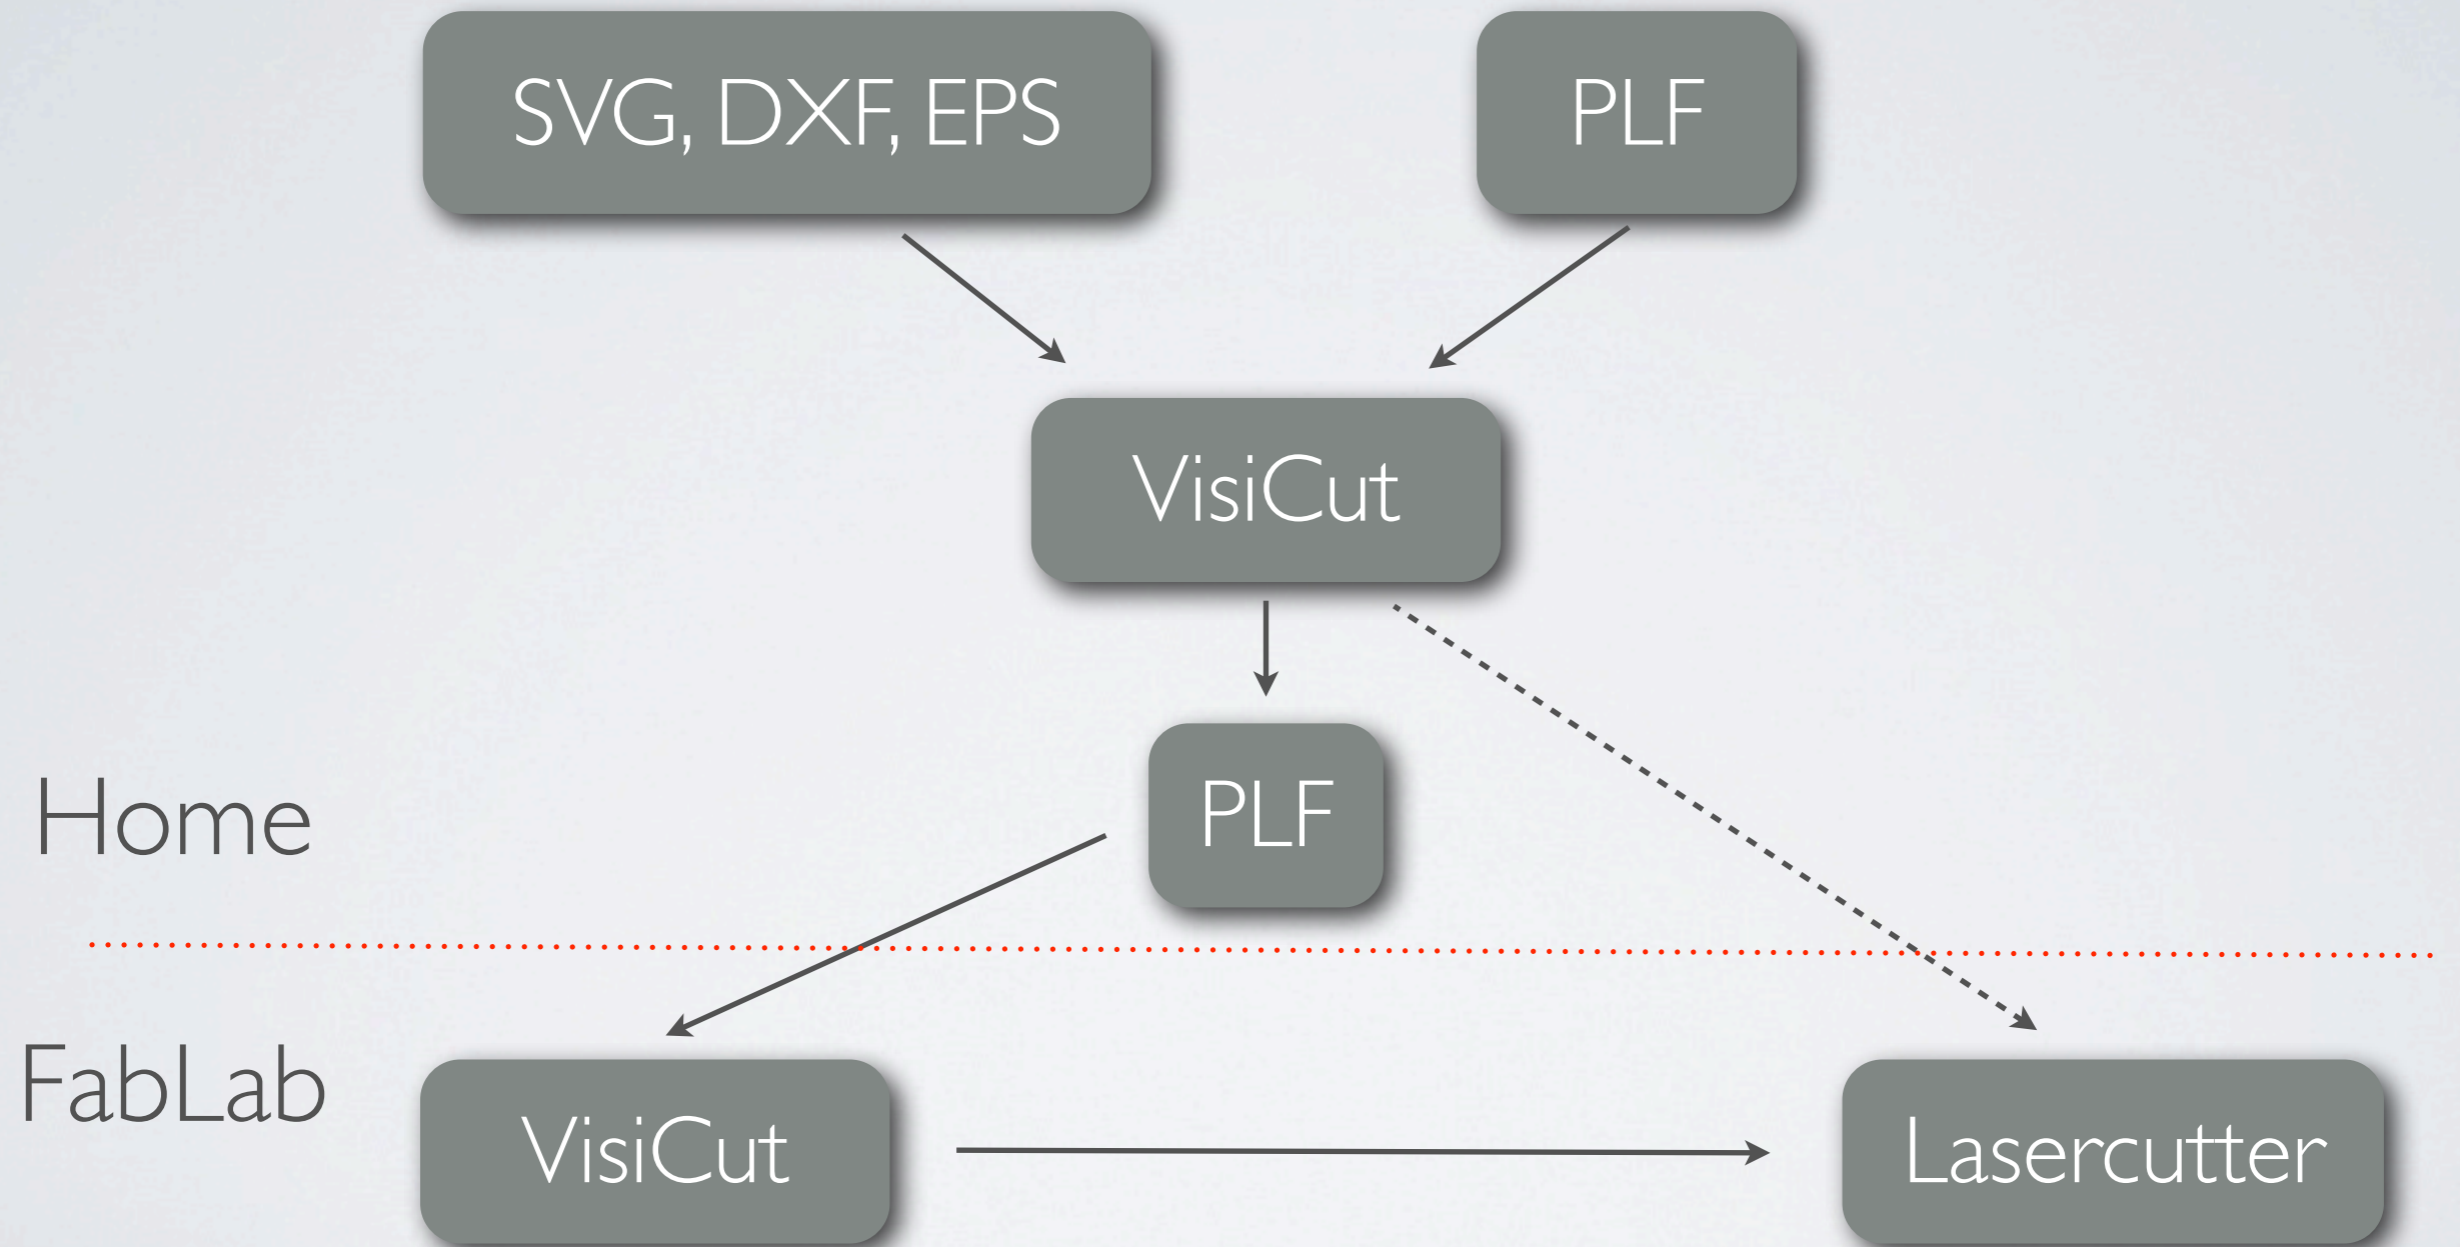 SVG, DXF, EPS
PLF
VisiCut
PLF
Home
FabLab
VisiCut
Lasercutter